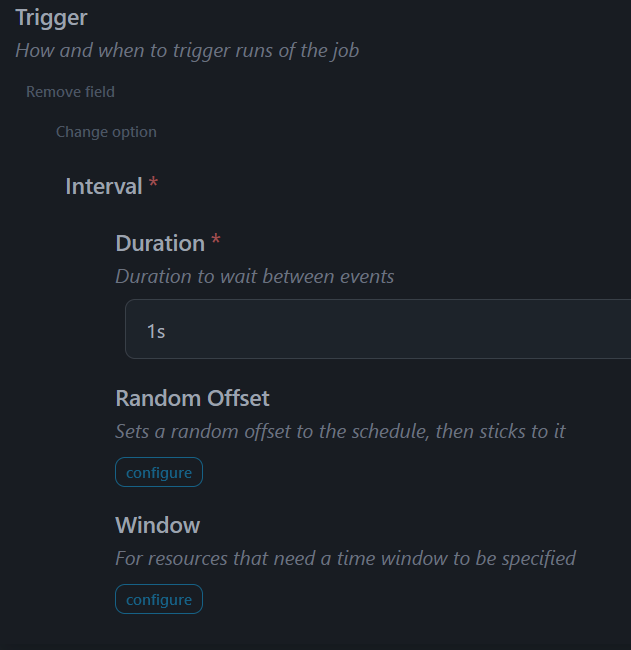 Trigger
How and when to trigger runs of the job
Remove field
Change option
Interval *
Duration *
Duration to wait between events
1s
Random Offset
Sets a random offset to the schedule, then sticks to it
configure
Window
For resources that need a time window to be specified
configure